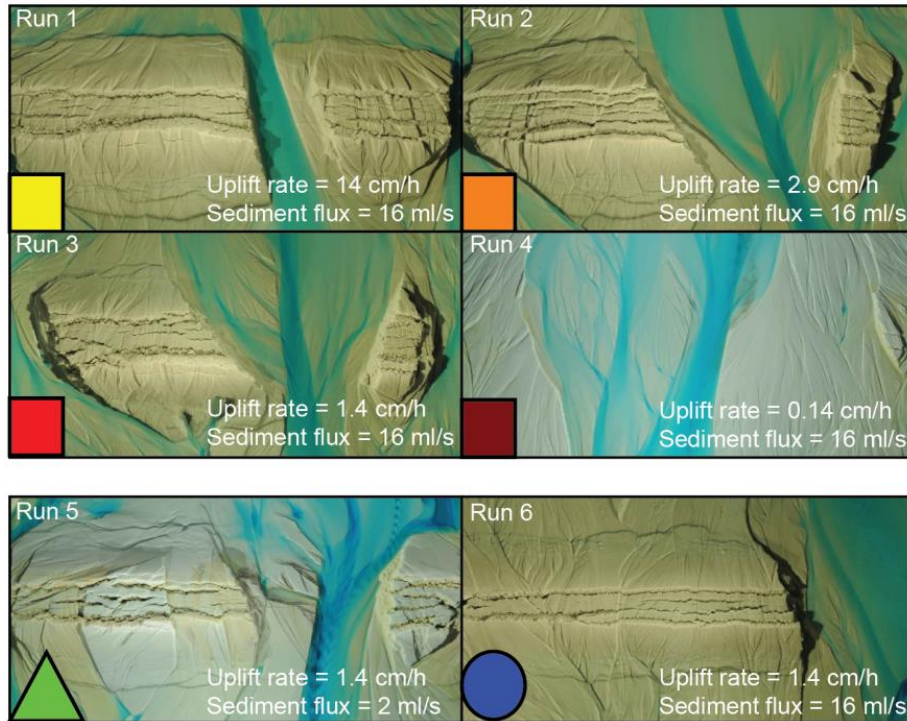 Run 1
Uplift rate = 14 cm/h
Sediment flux = 16 ml/s
Run 2
Uplift rate = 2.9 cm/h
Sediment flux = 16 ml/s
Run 3
Uplift rate = 1.4 cm/h
Sediment flux = 16 ml/s
Run 4
Uplift rate = 0.14 cm/h
Sediment flux = 16 ml/s
Run 5
Uplift rate = 1.4 cm/h
Sediment flux = 2 ml/s
Run 6
Uplift rate = 1.4 cm/h
Sediment flux = 16 ml/s